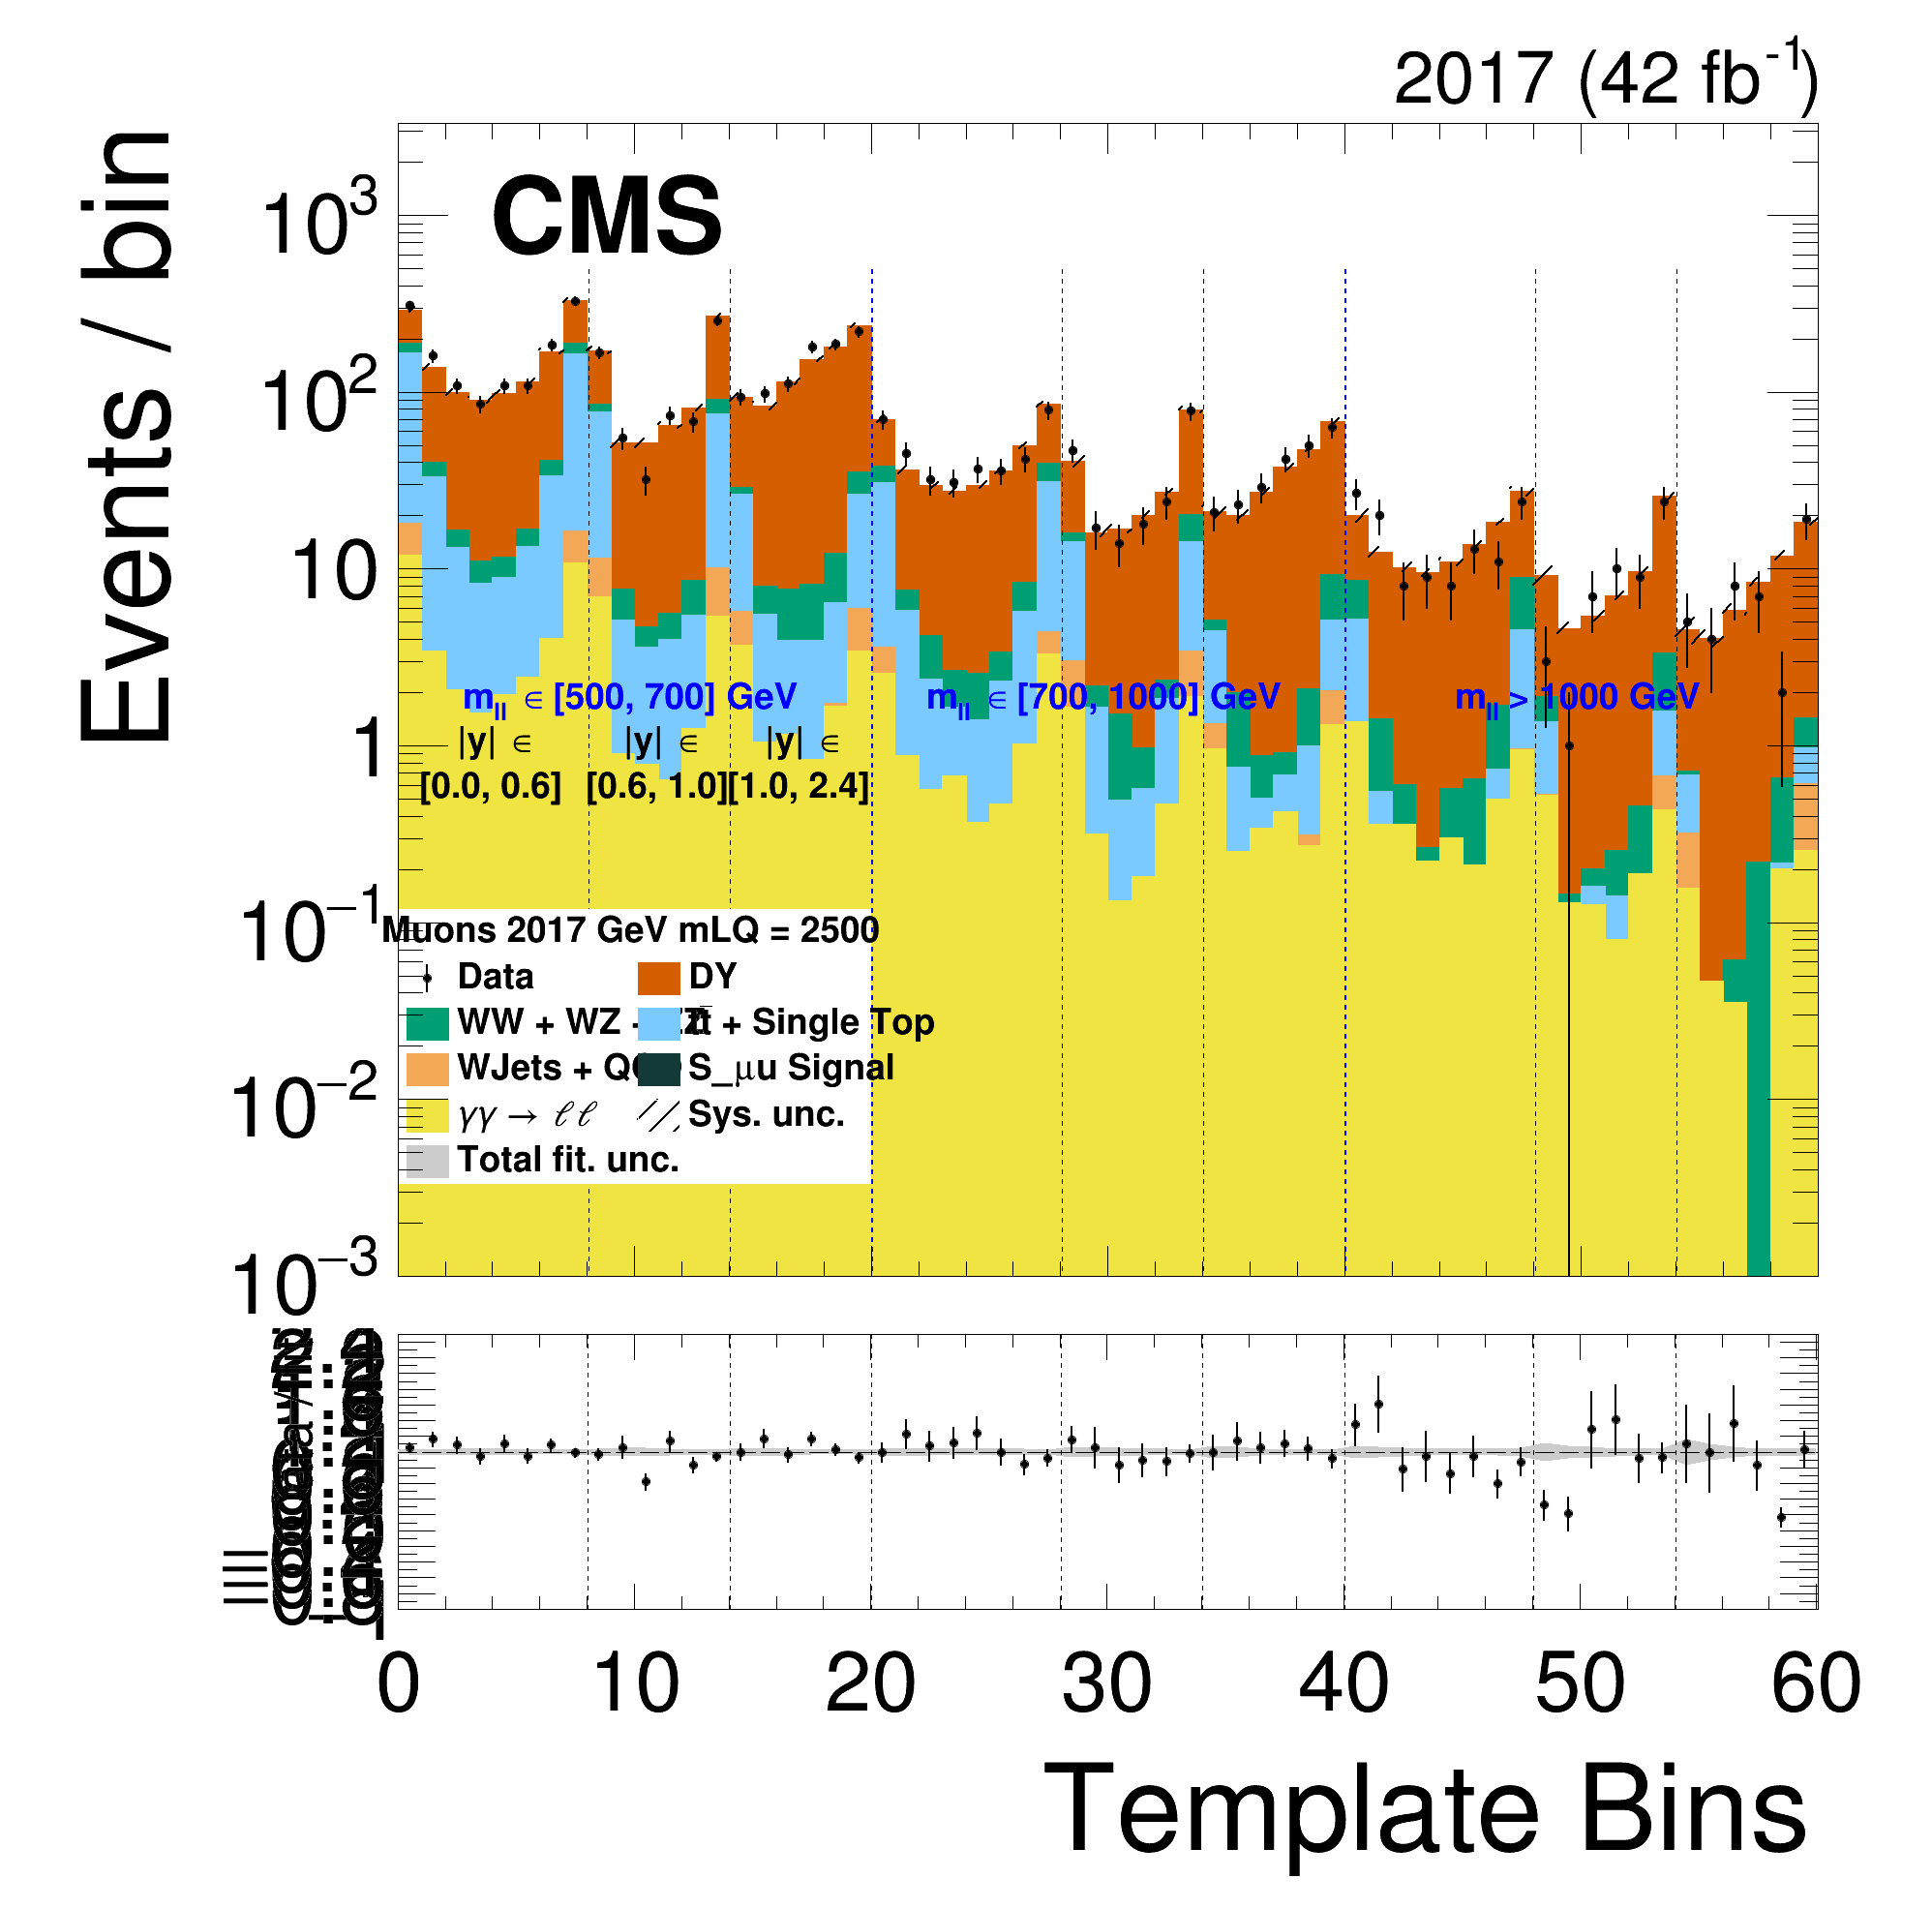 2017 (42 fb⁻¹)
Events / bin
CMS
10³
10²
10
1
10⁻¹
10⁻²
10⁻³
m_ll ∈ [500, 700] GeV
m_ll ∈ [700, 1000] GeV
m_ll > 1000 GeV
|y| ∈ [0.0, 0.6]
|y| ∈ [0.6, 1.0]
|y| ∈ [1.0, 2.4]
Muons 2017 GeV mLQ = 2500
Data
DY
WW + WZ +
tt̄ + Single Top
WJets +
S_μu Signal
γγ → ℓℓ
Sys. unc.
Total fit. unc.
0 10 20 30 40 50 60
Template Bins